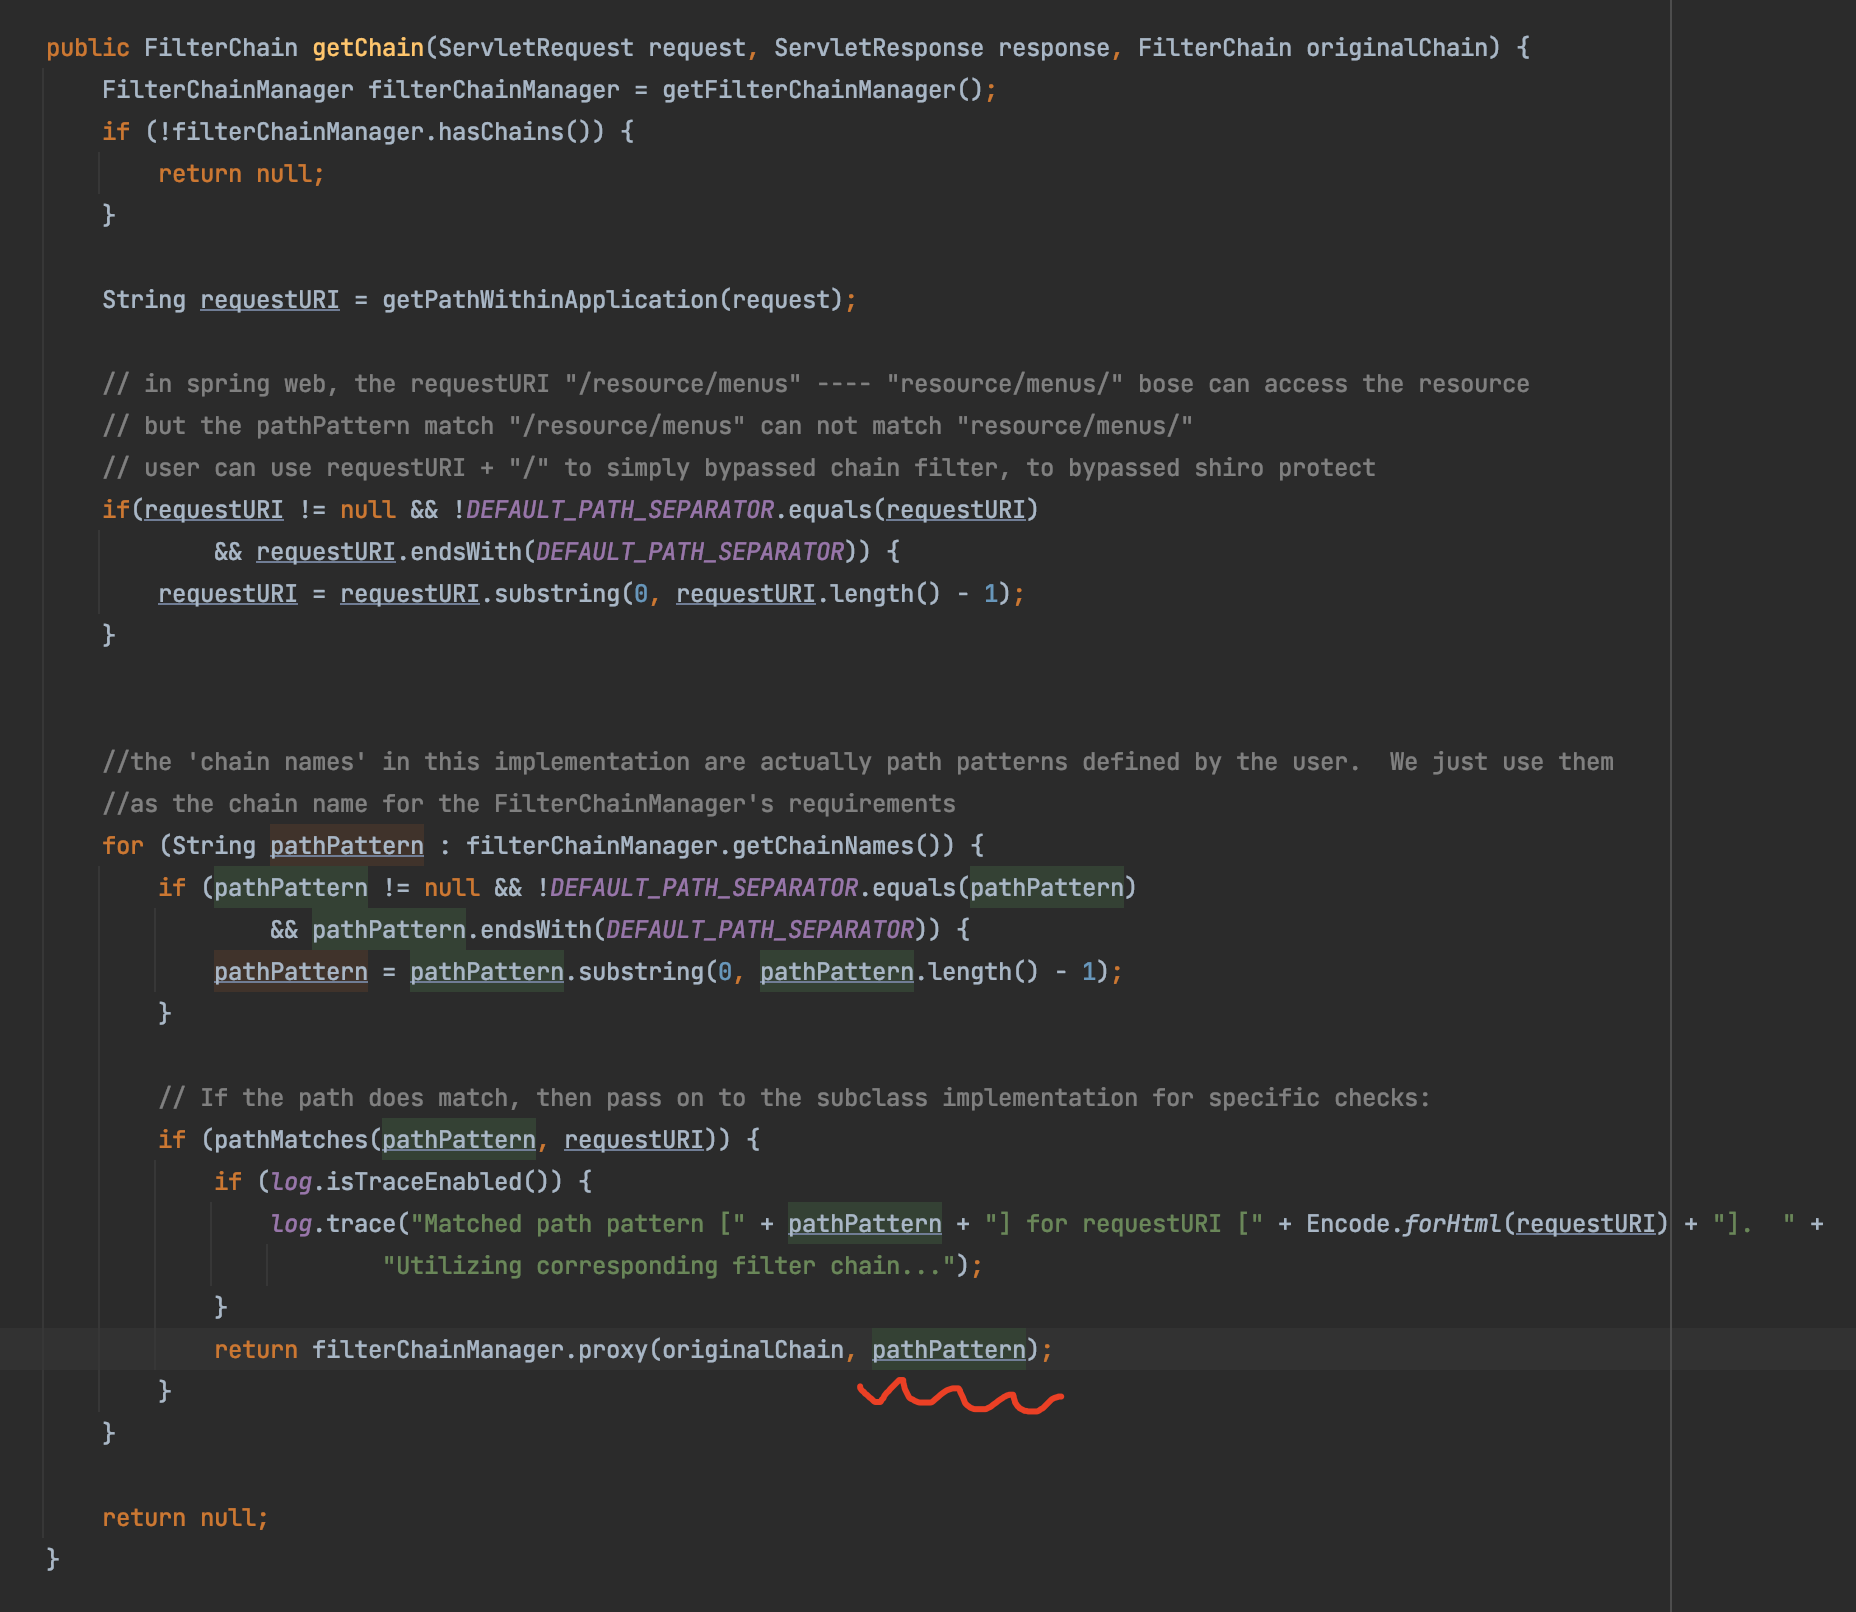 public FilterChain getChain(ServletRequest request, ServletResponse response, FilterChain originalChain) {
FilterChainManager filterChainManager = getFilterChainManager();
if (!filterChainManager.hasChains()) {
return null;
}
String requestURI = getPathWithinApplication(request);
// in spring web, the requestURI "/resource/menus" ---- "resource/menus/" bose can access the resource
// but the pathPattern match "/resource/menus" can not match "resource/menus/"
// user can use requestURI + "/" to simply bypassed chain filter, to bypassed shiro protect
if(requestURI != null && !DEFAULT_PATH_SEPARATOR.equals(requestURI)
&& requestURI.endsWith(DEFAULT_PATH_SEPARATOR)) {
requestURI = requestURI.substring(0, requestURI.length() - 1);
}
//the 'chain names' in this implementation are actually path patterns defined by the user.  We just use them
//as the chain name for the FilterChainManager's requirements
for (String pathPattern : filterChainManager.getChainNames()) {
if (pathPattern != null && !DEFAULT_PATH_SEPARATOR.equals(pathPattern)
&& pathPattern.endsWith(DEFAULT_PATH_SEPARATOR)) {
pathPattern = pathPattern.substring(0, pathPattern.length() - 1);
}
// If the path does match, then pass on to the subclass implementation for specific checks:
if (pathMatches(pathPattern, requestURI)) {
if (log.isTraceEnabled()) {
log.trace("Matched path pattern [" + pathPattern + "] for requestURI [" + Encode.forHtml(requestURI) + "].  " +
"Utilizing corresponding filter chain...");
}
return filterChainManager.proxy(originalChain, pathPattern);
}
}
return null;
}